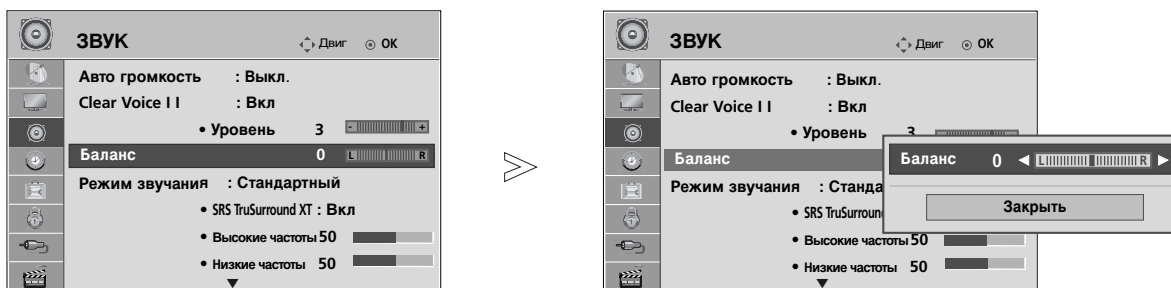 ЗВУК Двиг OK
Авто громкость : Выкл.
Clear Voice I I : Вкл
• Уровень 3 - +
Баланс 0 L R
Режим звучания : Стандартный
• SRS TruSurround XT : Вкл
• Высокие частоты 50
• Низкие частоты 50
ЗВУК Двиг OK
Авто громкость : Выкл.
Clear Voice I I : Вкл
• Уровень 3
Баланс
Режим звучания : Станда
• SRS TruSurroun
• Высокие частоты 50
• Низкие частоты 50
Баланс 0 L R
Закрыть